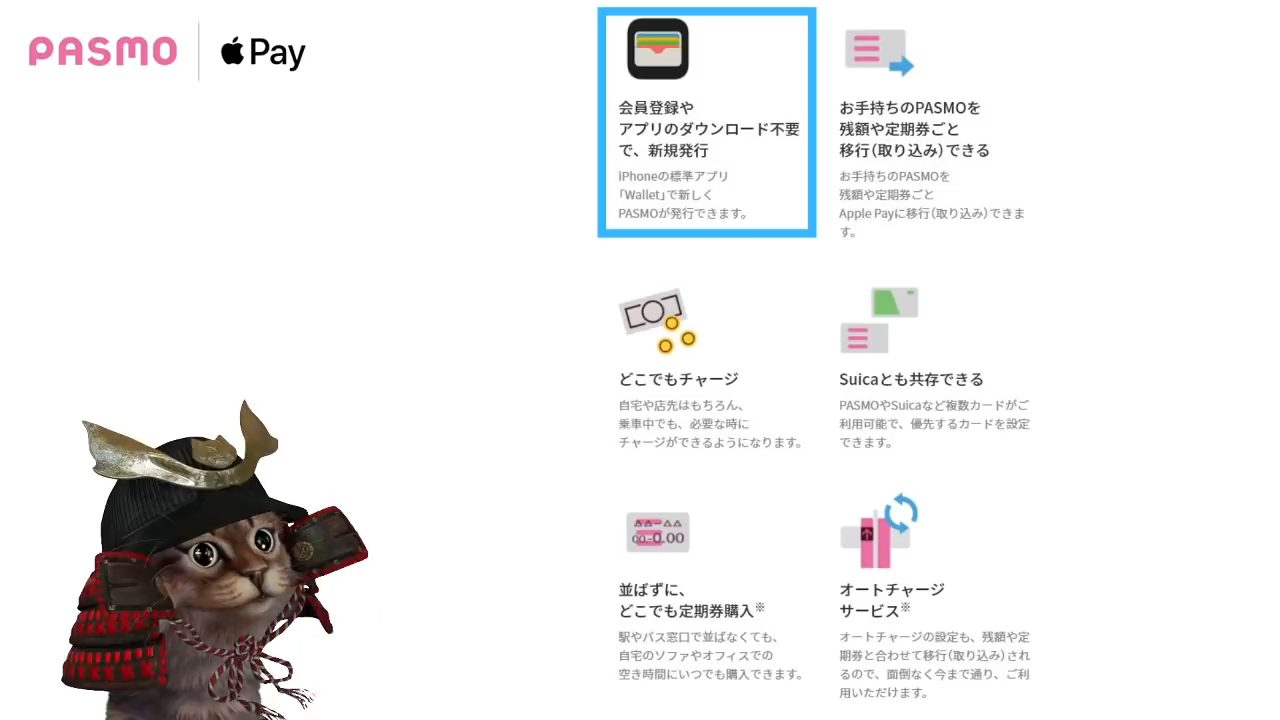 PASMO
Pay
会員登録や
アプリのダウンロード不要
で、新規発行
iPhoneの標準アプリ
「Wallet」で新しく
PASMOが発行できます。
お手持ちのPASMOを
残額や定期券ごと
移行（取り込み）できる
お手持ちのPASMOを
残額や定期券ごと
Apple Payに移行（取り込み）できま
す。
どこでもチャージ
自宅や店先はもちろん、
乗車中でも、必要な時に
チャージができるようになります。
Suicaとも共存できる
PASMOやSuicaなど複数カードがご
利用可能で、優先するカードを設定
できます。
並ばずに、
どこでも定期券購入※
駅やバス窓口で並ばなくても、
自宅のソファやオフィスでの
空き時間にいつでも購入できます。
オートチャージ
サービス※
オートチャージの設定も、残額や定
期券と合わせて移行（取り込み）され
るので、面倒なく今まで通り、ご利
用いただけます。